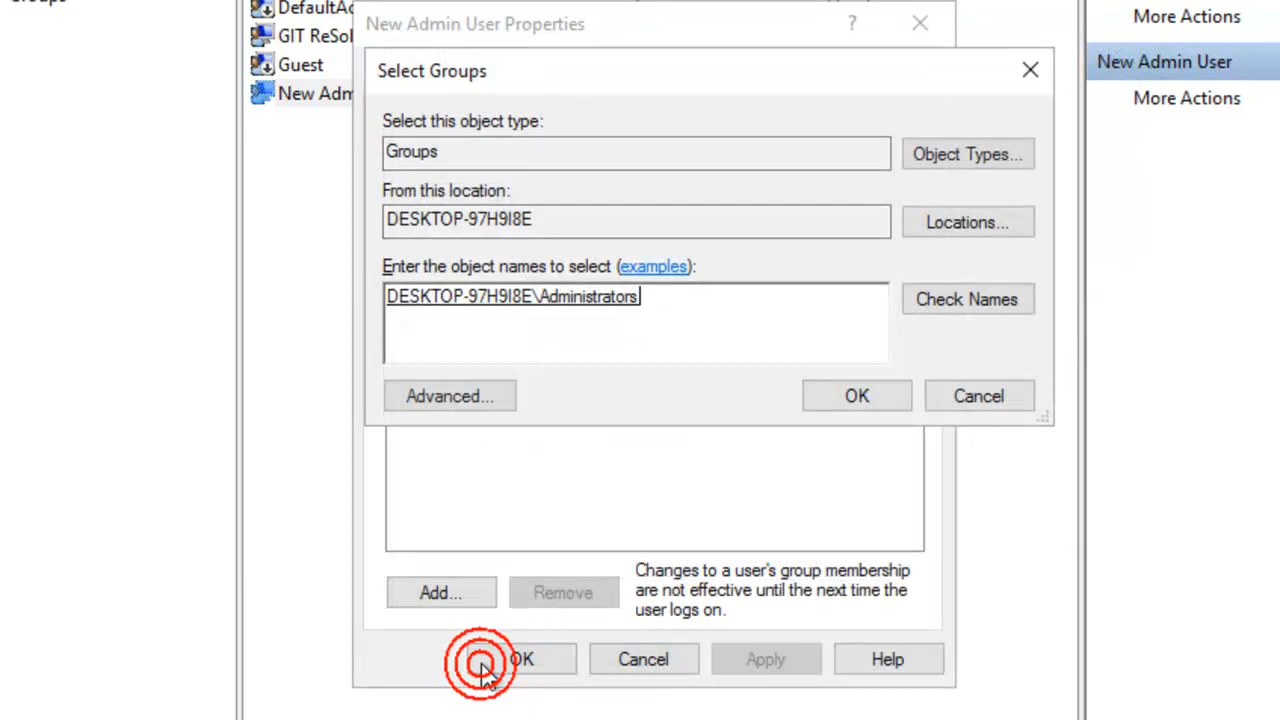 Groups
DefaultAc
GIT ReSol
Guest
New Adm
New Admin User Properties
?
Select Groups
Select this object type:
Groups
Object Types...
From this location:
DESKTOP-97H9I8E
Locations...
Enter the object names to select (examples):
DESKTOP-97H9I8E\Administrators
Check Names
Advanced...
OK
Cancel
Add...
Remove
Changes to a user's group membership
are not effective until the next time the
user logs on.
OK
Cancel
Apply
Help
More Actions
New Admin User
More Actions